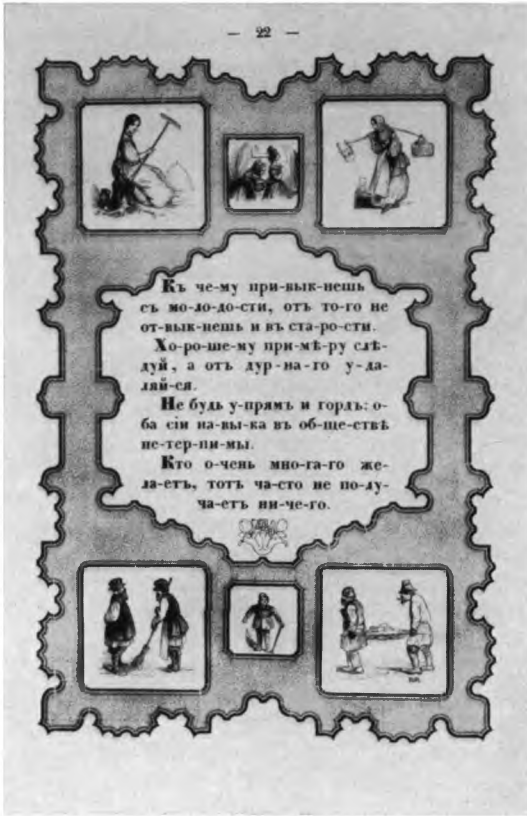 — 22 —
Къ че-му при-вык-нешь
съ мо-ло-до-сти, отъ то-го не
от-вык-нешь и въ ста-ро-сти.
Хо-ро-ше-му при-мѣ-ру слѣ-
дуй, а отъ дур-на-го у-да-
ляй-ся.
Не будь у-прям и гордъ: о-
ба сіи на-вы-ка въ об-ще-ствѣ
не-тер-пи-мы.
Кто о-чень мно-га-го же-
ла-етъ, тотъ ча-сто не по-лу-
ча-етъ ни-че-го.